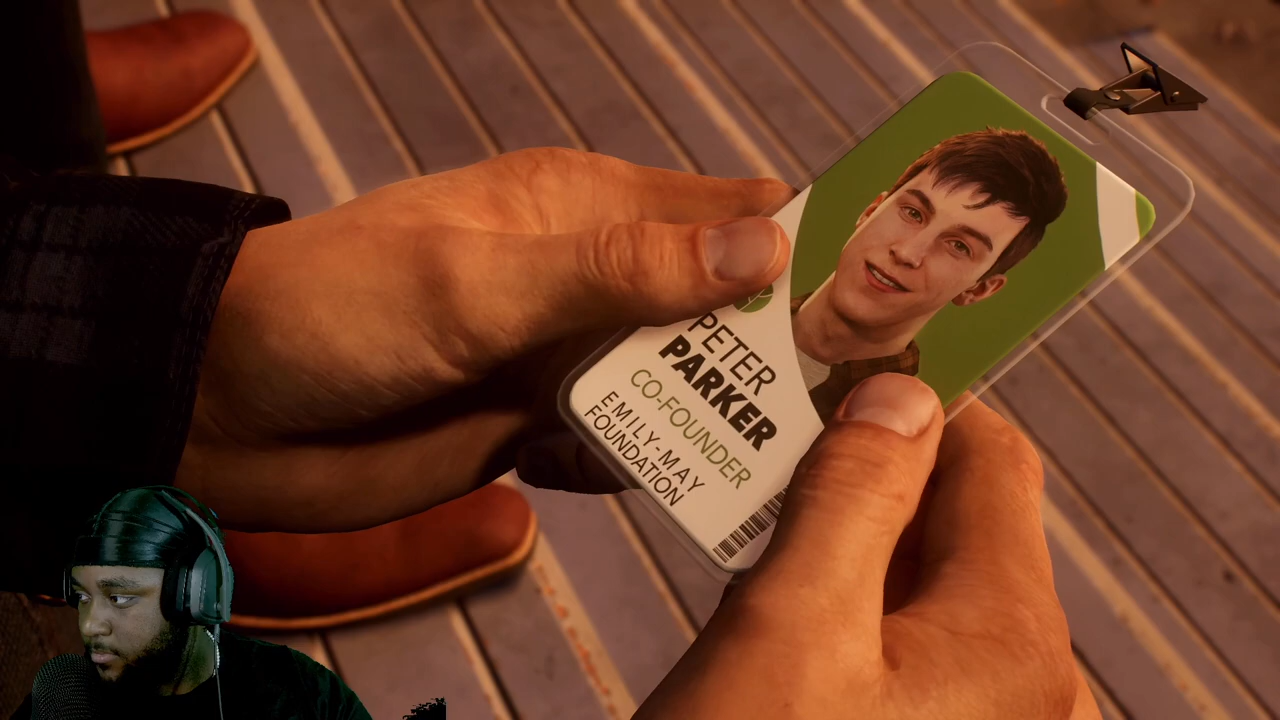 PETER
PARKER
CO-FOUNDER
EMILY-MAY
FOUNDATION